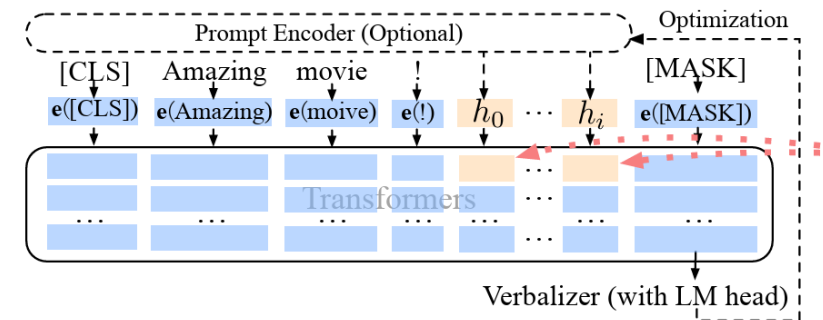 Optimization
Prompt Encoder (Optional)
[CLS] Amazing movie ! [MASK]
e([CLS]) e(Amazing) e(moive) e(!) h0 ... hi e([MASK])
...
Transformers
...
... ... ... ... ... ... ... ...
Verbalizer (with LM head)